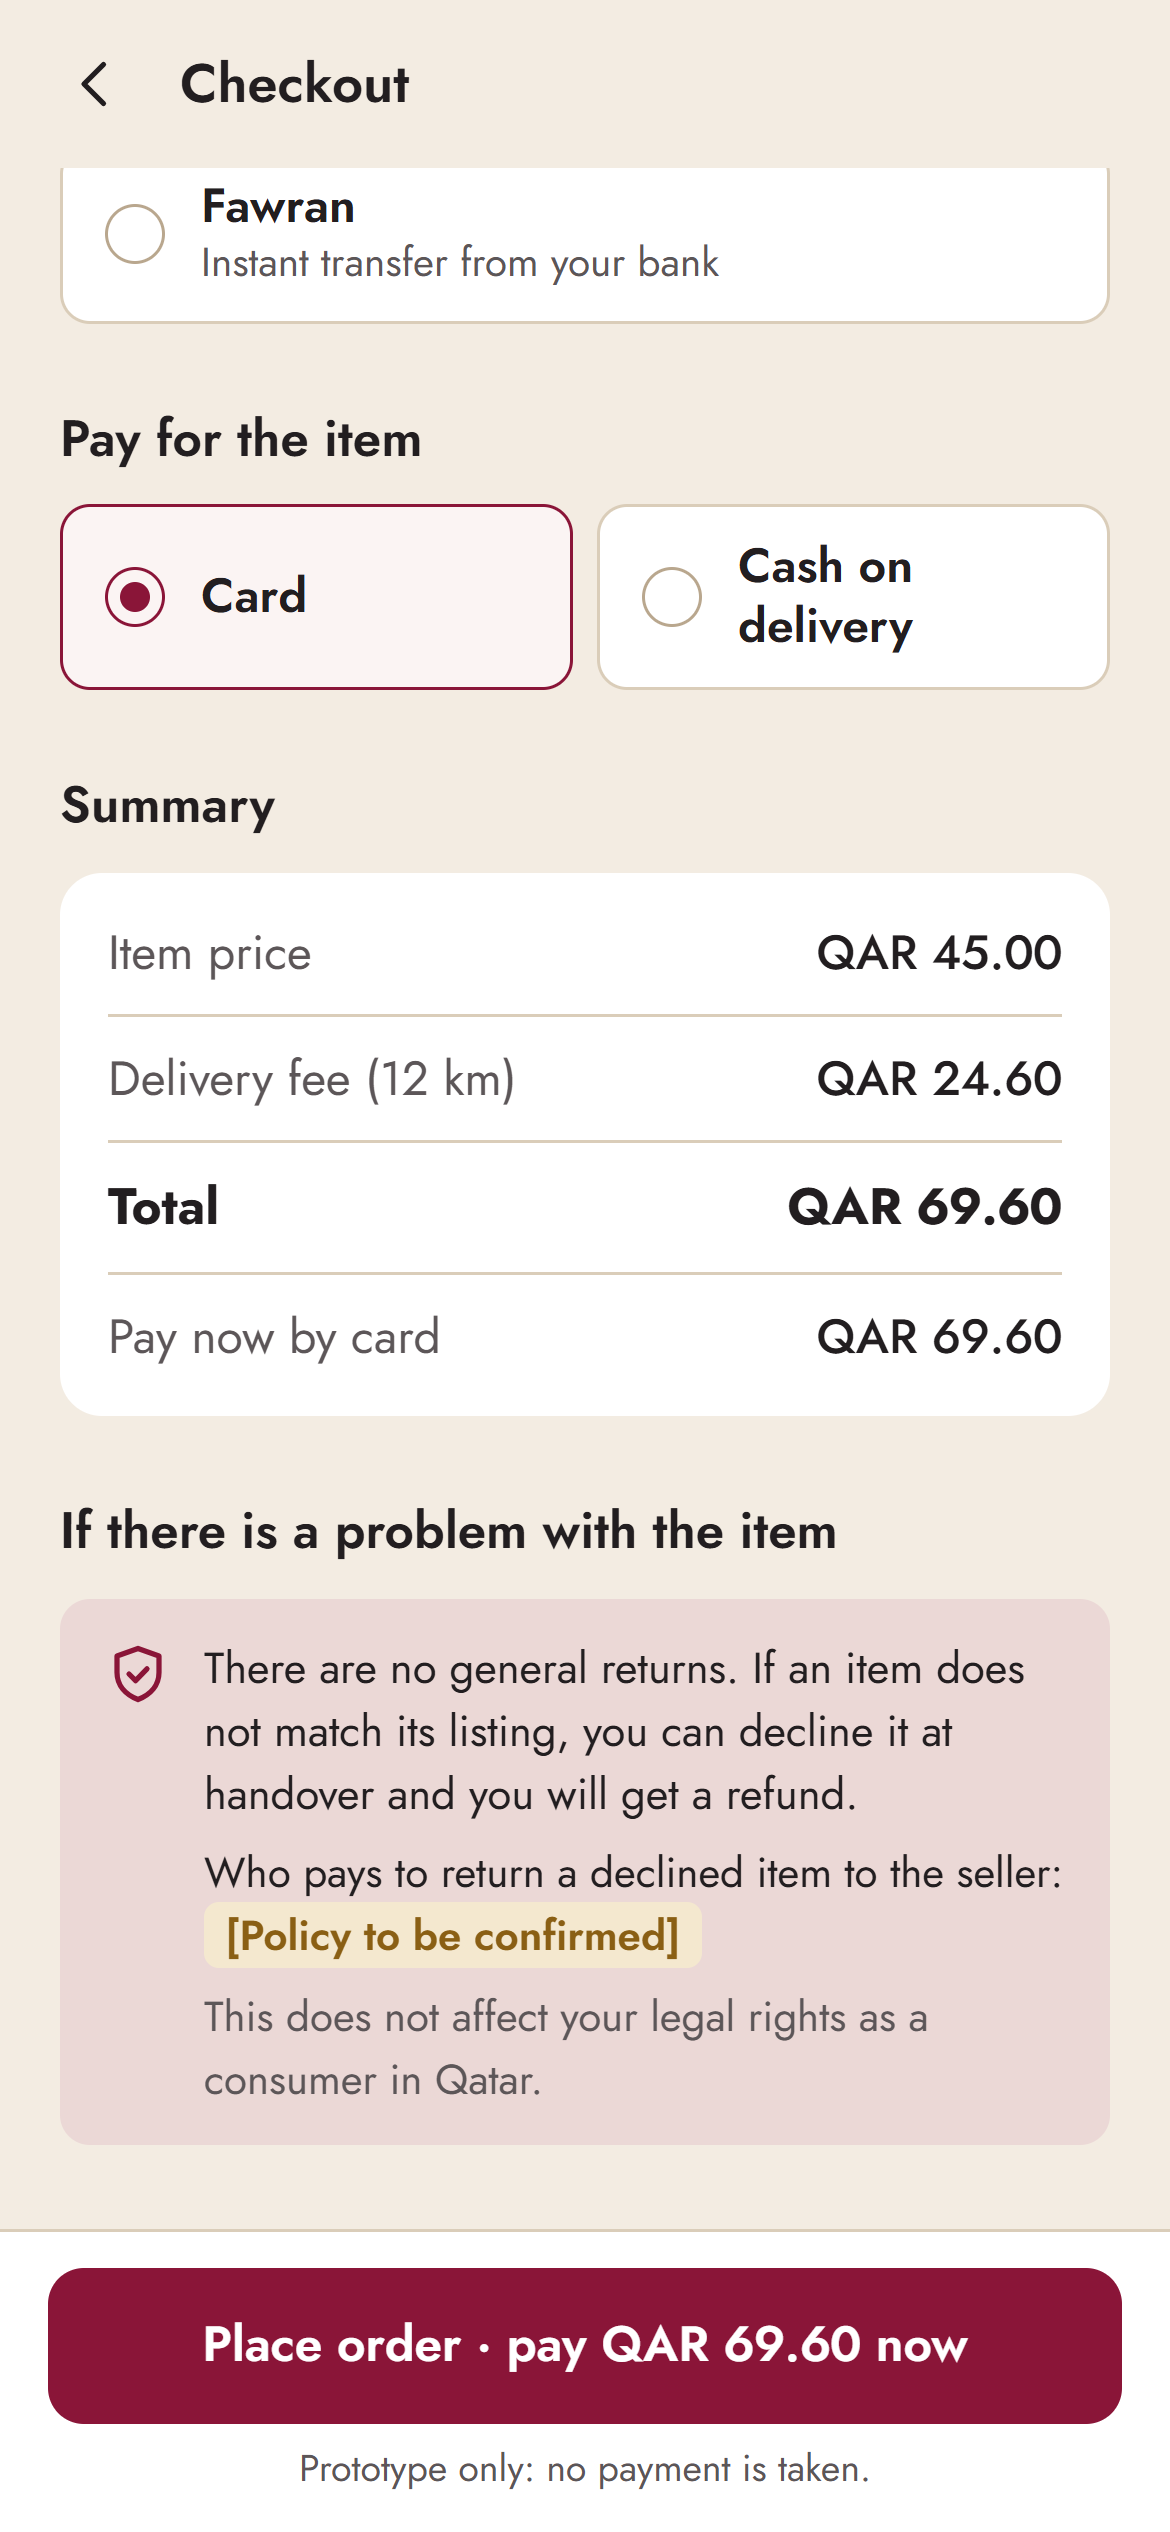 Checkout
Fawran
Instant transfer from your bank
Pay for the item
Card
Cash on
delivery
Summary
Item price QAR 45.00
Delivery fee (12 km) QAR 24.60
Total QAR 69.60
Pay now by card QAR 69.60
If there is a problem with the item
There are no general returns. If an item does
not match its listing, you can decline it at
handover and you will get a refund.
Who pays to return a declined item to the seller:
[Policy to be confirmed]
This does not affect your legal rights as a
consumer in Qatar.
Place order · pay QAR 69.60 now
Prototype only: no payment is taken.